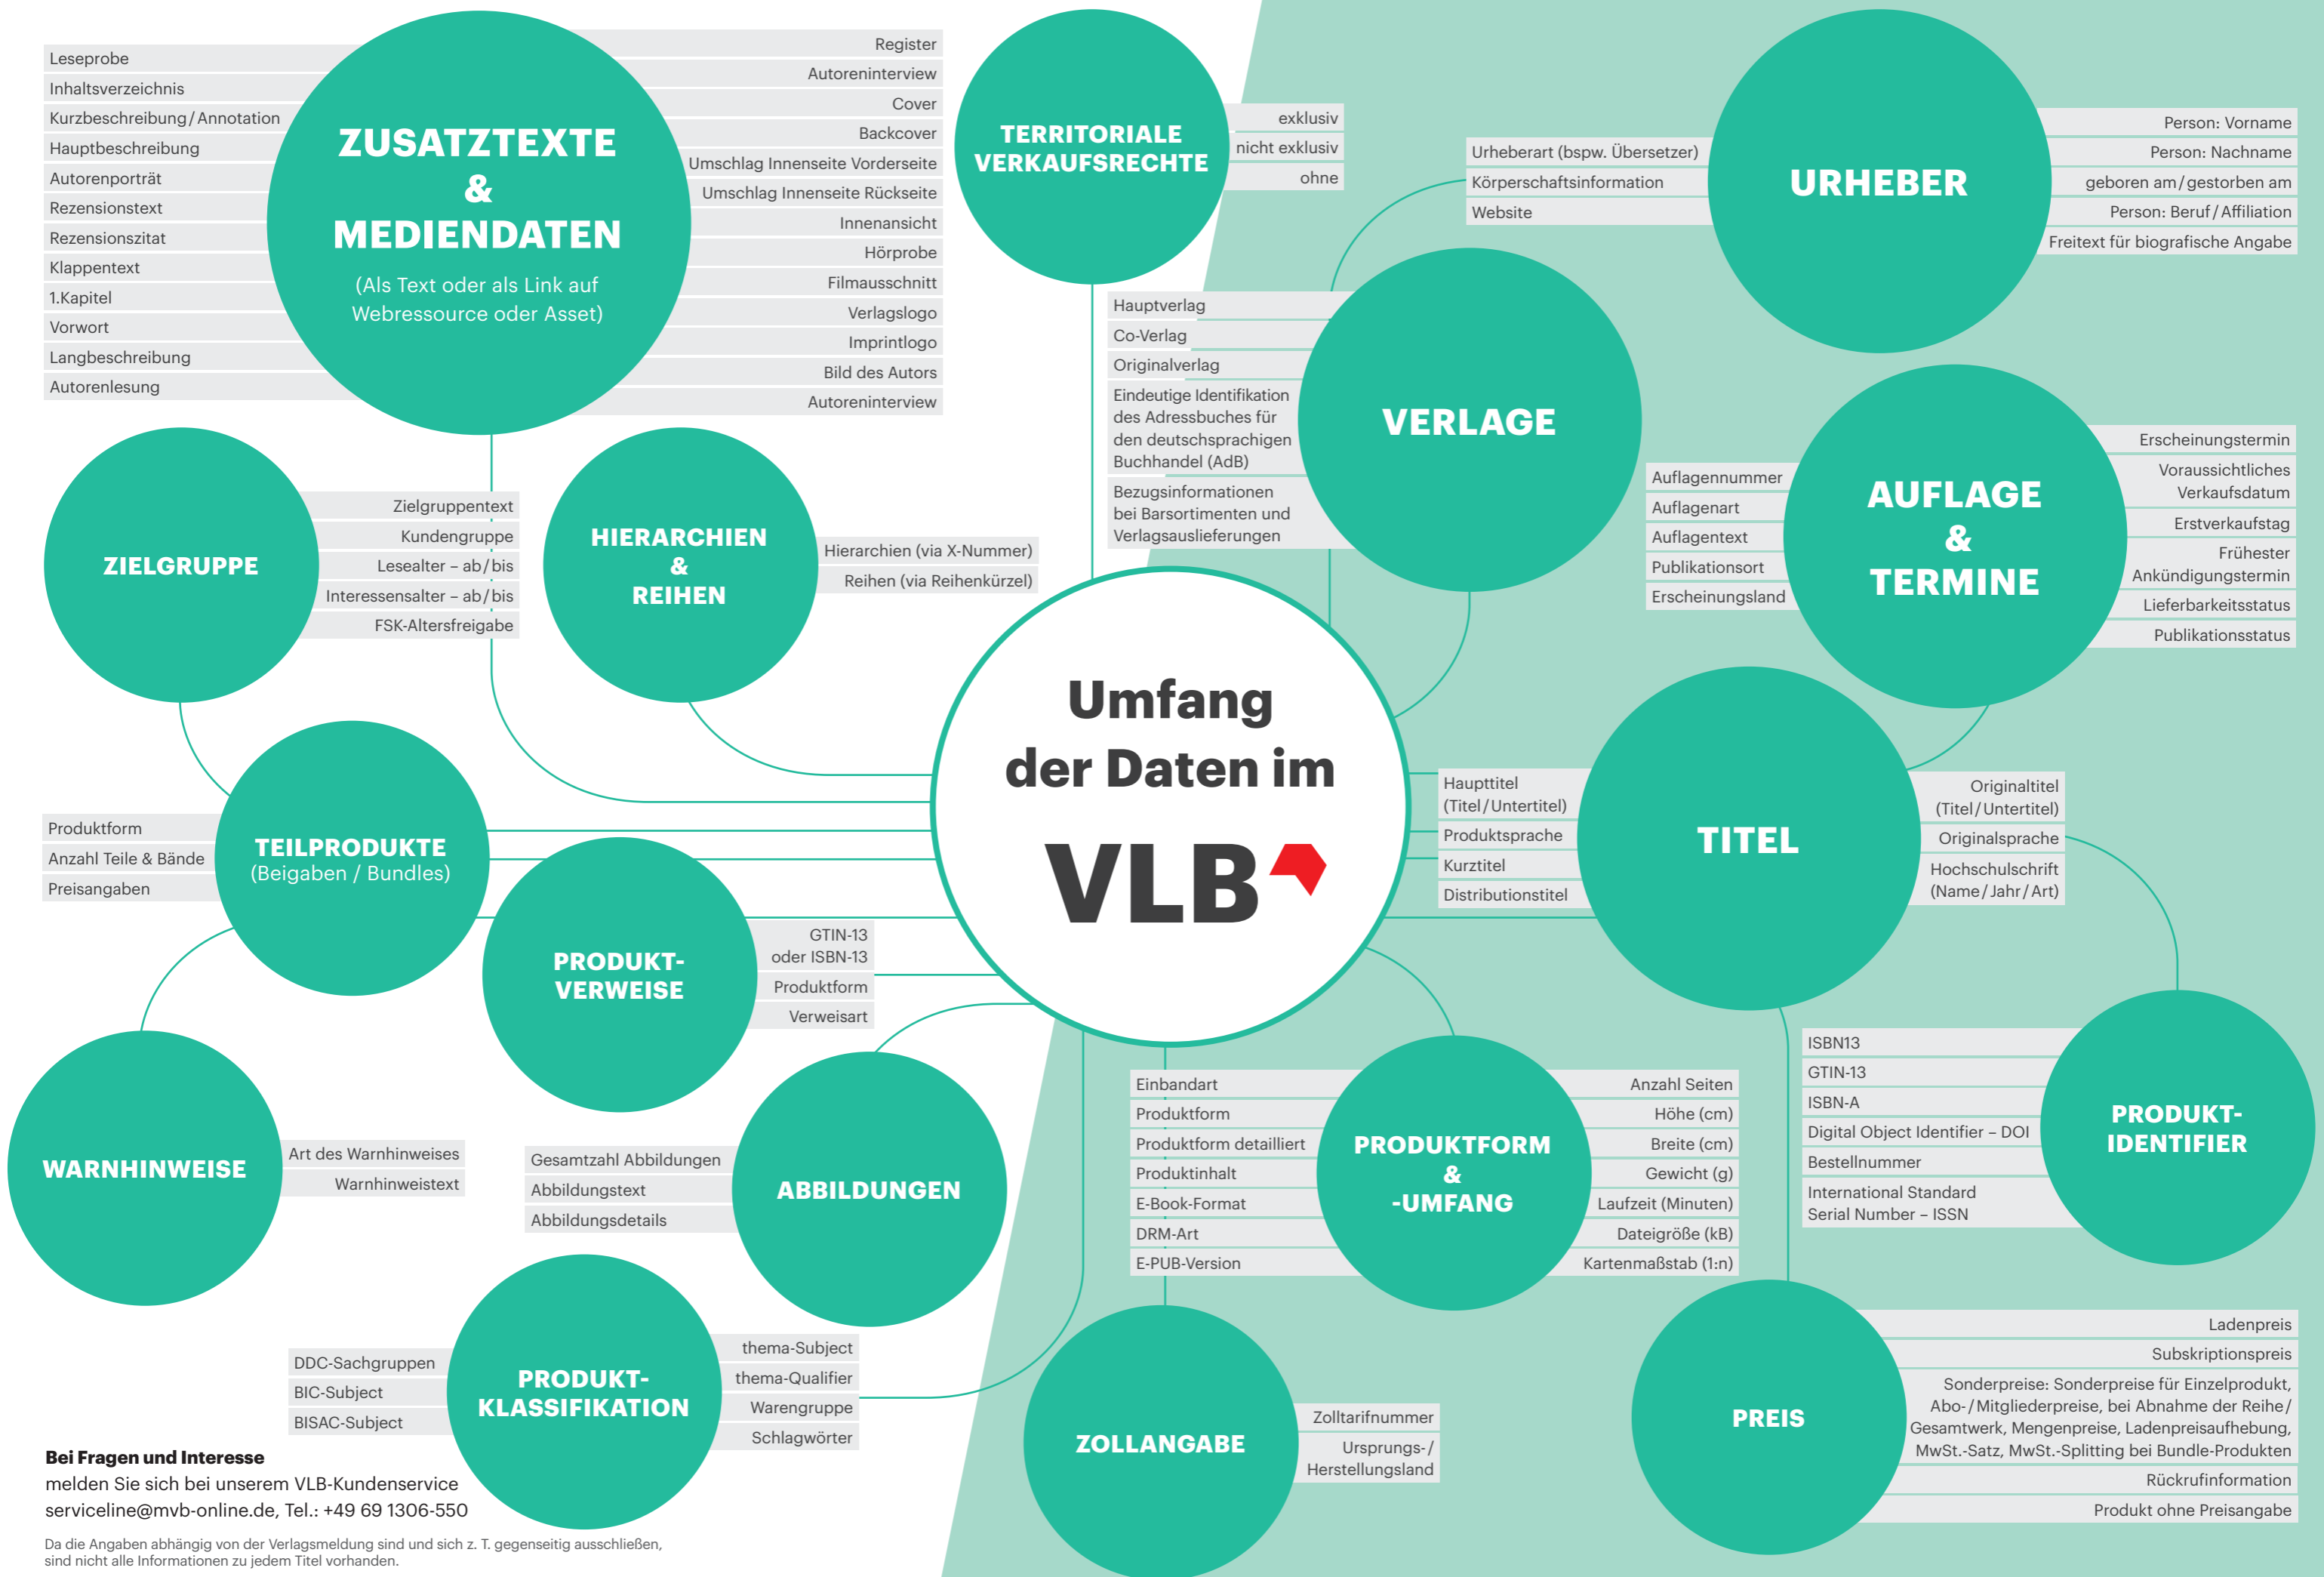 Leseprobe
Inhaltsverzeichnis
Kurzbeschreibung/Annotation
Hauptbeschreibung
Autorenporträt
Rezensionstext
Rezensionszitat
Klappentext
1.Kapitel
Vorwort
Langbeschreibung
Autorenlesung
ZUSATZTEXTE
&
MEDIENDATEN
(Als Text oder als Link auf
Webressource oder Asset)
Register
Autoreninterview
Cover
Backcover
Umschlag Innenseite Vorderseite
Umschlag Innenseite Rückseite
Innenansicht
Hörprobe
Filmausschnitt
Verlagslogo
Imprintlogo
Bild des Autors
Autoreninterview
TERRITORIALE
VERKAUFSRECHTE
exklusiv
nicht exklusiv
ohne
Urheberart (bspw. Übersetzer)
Körperschaftsinformation
Website
URHEBER
Person: Vorname
Person: Nachname
geboren am/gestorben am
Person: Beruf/Affiliation
Freitext für biografische Angabe
Hauptverlag
Co-Verlag
Originalverlag
Eindeutige Identifikation
des Adressbuches für
den deutschsprachigen
Buchhandel (AdB)
Bezugsinformationen
bei Barsortimenten und
Verlagsauslieferungen
VERLAGE
Auflagennummer
Auflagenart
Auflagentext
Publikationsort
Erscheinungsland
AUFLAGE
&
TERMINE
Erscheinungstermin
Voraussichtliches
Verkaufsdatum
Erstverkaufstag
Frühester
Ankündigungstermin
Lieferbarkeitsstatus
Publikationsstatus
ZIELGRUPPE
Zielgruppentext
Kundengruppe
Lesealter – ab/bis
Interessensalter – ab/bis
FSK-Altersfreigabe
HIERARCHIEN
&
REIHEN
Hierarchien (via X-Nummer)
Reihen (via Reihenkürzel)
Umfang
der Daten im
VLB
Haupttitel
(Titel/Untertitel)
Produktsprache
Kurztitel
Distributionstitel
TITEL
Originaltitel
(Titel/Untertitel)
Originalsprache
Hochschulschrift
(Name/Jahr/Art)
Produktform
Anzahl Teile & Bände
Preisangaben
TEILPRODUKTE
(Beigaben / Bundles)
PRODUKT-
VERWEISE
GTIN-13
oder ISBN-13
Produktform
Verweisart
WARNHINWEISE
Art des Warnhinweises
Warnhinweistext
Gesamtzahl Abbildungen
Abbildungstext
Abbildungsdetails
ABBILDUNGEN
Einbandart
Produktform
Produktform detailliert
Produktinhalt
E-Book-Format
DRM-Art
E-PUB-Version
PRODUKTFORM
&
-UMFANG
Anzahl Seiten
Höhe (cm)
Breite (cm)
Gewicht (g)
Laufzeit (Minuten)
Dateigröße (kB)
Kartenmaßstab (1:n)
ISBN13
GTIN-13
ISBN-A
Digital Object Identifier – DOI
Bestellnummer
International Standard
Serial Number – ISSN
PRODUKT-
IDENTIFIER
DDC-Sachgruppen
BIC-Subject
BISAC-Subject
PRODUKT-
KLASSIFIKATION
thema-Subject
thema-Qualifier
Warengruppe
Schlagwörter
ZOLLANGABE
Zolltarifnummer
Ursprungs-/
Herstellungsland
PREIS
Ladenpreis
Subskriptionspreis
Sonderpreise: Sonderpreise für Einzelprodukt,
Abo-/Mitgliederpreise, bei Abnahme der Reihe/
Gesamtwerk, Mengenpreise, Ladenpreisaufhebung,
MwSt.-Satz, MwSt.-Splitting bei Bundle-Produkten
Rückrufinformation
Produkt ohne Preisangabe
Bei Fragen und Interesse
melden Sie sich bei unserem VLB-Kundenservice
serviceline@mvb-online.de, Tel.: +49 69 1306-550
Da die Angaben abhängig von der Verlagsmeldung sind und sich z. T. gegenseitig ausschließen,
sind nicht alle Informationen zu jedem Titel vorhanden.